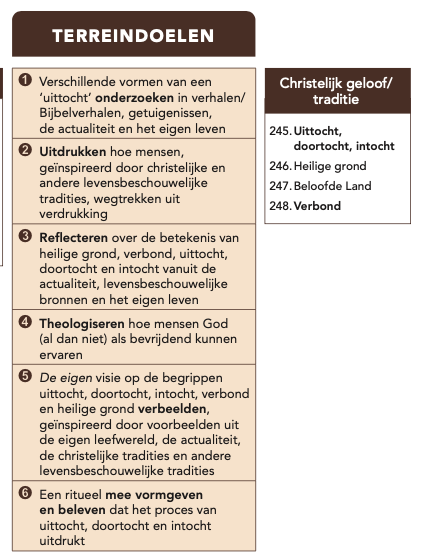 TERREINDOELEN
1 Verschillende vormen van een
'uittocht' onderzoeken in verhalen/
Bijbelverhalen, getuigenissen,
de actualiteit en het eigen leven
2 Uitdrukken hoe mensen,
geïnspireerd door christelijke en
andere levensbeschouwelijke
tradities, wegtrekken uit
verdrukking
3 Reflecteren over de betekenis van
heilige grond, verbond, uittocht,
doortocht en intocht vanuit de
actualiteit, levensbeschouwelijke
bronnen en het eigen leven
4 Theologiseren hoe mensen God
(al dan niet) als bevrijdend kunnen
ervaren
5 De eigen visie op de begrippen
uittocht, doortocht, intocht, verbond
en heilige grond verbeelden,
geïnspireerd door voorbeelden uit
de eigen leefwereld, de actualiteit,
de christelijke tradities en andere
levensbeschouwelijke tradities
6 Een ritueel mee vormgeven
en beleven dat het proces van
uittocht, doortocht en intocht
uitdrukt
Christelijk geloof/
traditie
245. Uittocht,
doortocht, intocht
246. Heilige grond
247. Beloofde Land
248. Verbond